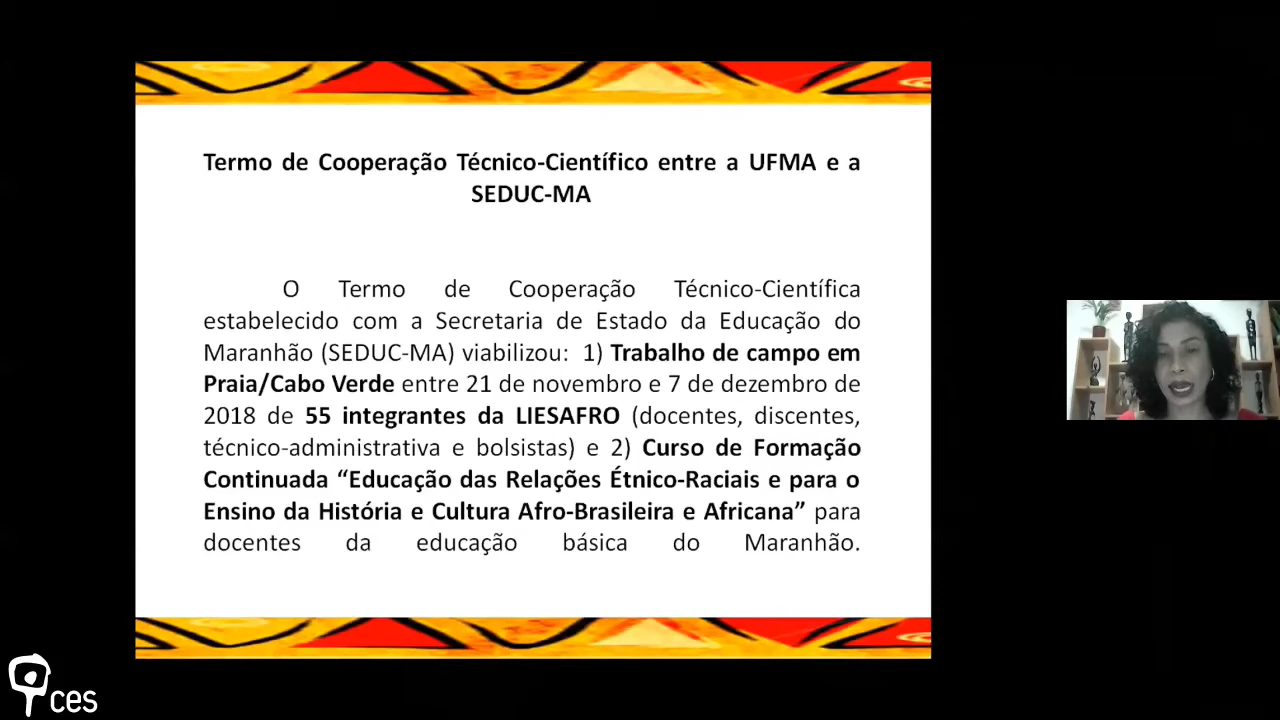 Termo de Cooperação Técnico-Científico entre a UFMA e a
SEDUC-MA
O Termo de Cooperação Técnico-Científica
estabelecido com a Secretaria de Estado da Educação do
Maranhão (SEDUC-MA) viabilizou: 1) Trabalho de campo em
Praia/Cabo Verde entre 21 de novembro e 7 de dezembro de
2018 de 55 integrantes da LIESAFRO (docentes, discentes,
técnico-administrativa e bolsistas) e 2) Curso de Formação
Continuada “Educação das Relações Étnico-Raciais e para o
Ensino da História e Cultura Afro-Brasileira e Africana” para
docentes da educação básica do Maranhão.
ces